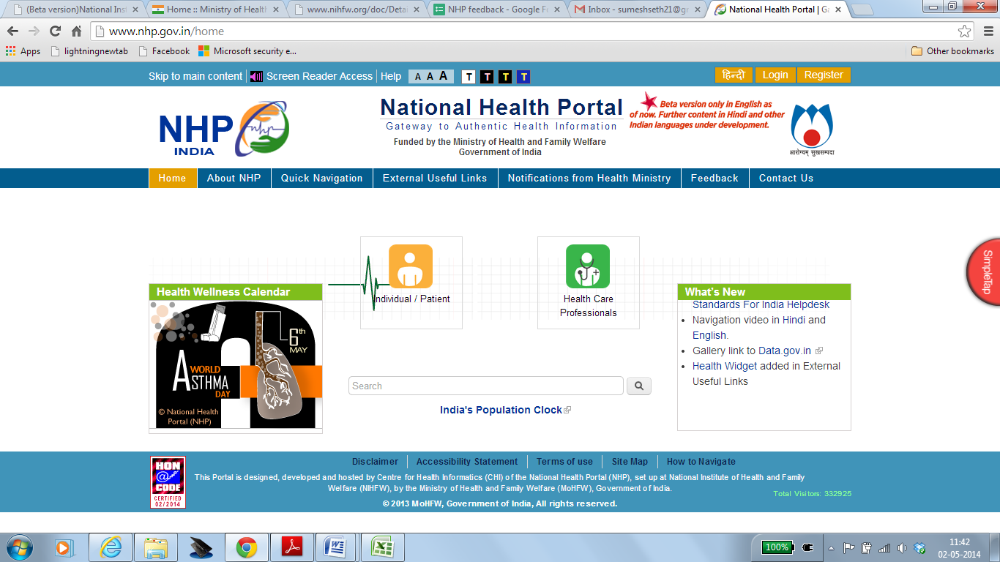 (Beta version)National Inst
Home :: Ministry of Health
www.nihfw.org/doc/Detai
NHP feedback - Google Fo
Inbox - sumeshseth21@gm
National Health Portal | Ga
www.nhp.gov.in/home
Apps
lightningnewtab
Facebook
Microsoft security e...
Other bookmarks
Skip to main content
Screen Reader Access
Help
A A A
T T T T
हिन्दी
Login
Register
NHP
INDIA
nhp
National Health Portal
Gateway to Authentic Health Information
Funded by the Ministry of Health and Family Welfare
Government of India
Beta version only in English as
of now. Further content in Hindi and other
Indian languages under development.
आरोग्यम् सुखसम्पदा
Home
About NHP
Quick Navigation
External Useful Links
Notifications from Health Ministry
Feedback
Contact Us
Individual / Patient
Health Care
Professionals
SimpleTap
Health Wellness Calendar
6th
MAY
WORLD
ASTHMA
DAY
© National Health
Portal (NHP)
Search
India's Population Clock
What's New
Standards For India Helpdesk
Navigation video in Hindi and
English.
Gallery link to Data.gov.in
Health Widget added in External
Useful Links
HON
@
CODE
CERTIFIED
02/2014
Disclaimer
Accessibility Statement
Terms of use
Site Map
How to Navigate
This Portal is designed, developed and hosted by Centre for Health Informatics (CHI) of the National Health Portal (NHP), set up at National Institute of Health and Family
Welfare (NIHFW), by the Ministry of Health and Family Welfare (MoHFW), Government of India.
Total Visitors: 332925
© 2013 MoHFW, Government of India, All rights reserved.
100%
11:42
02-05-2014